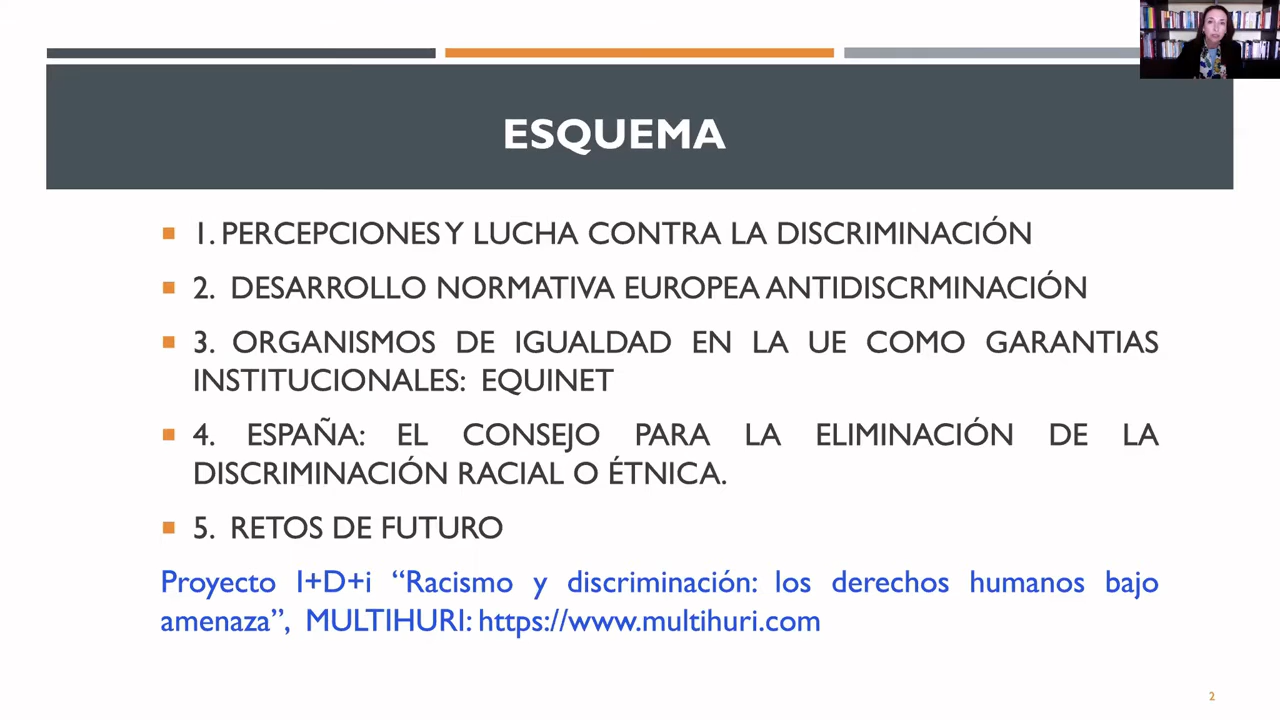 ESQUEMA
1. PERCEPCIONES Y LUCHA CONTRA LA DISCRIMINACIÓN
2. DESARROLLO NORMATIVA EUROPEA ANTIDISCRMINACIÓN
3. ORGANISMOS DE IGUALDAD EN LA UE COMO GARANTIAS
INSTITUCIONALES: EQUINET
4. ESPAÑA: EL CONSEJO PARA LA ELIMINACIÓN DE LA
DISCRIMINACIÓN RACIAL O ÉTNICA.
5. RETOS DE FUTURO
Proyecto I+D+i “Racismo y discriminación: los derechos humanos bajo
amenaza”, MULTIHURI: https://www.multihuri.com
2